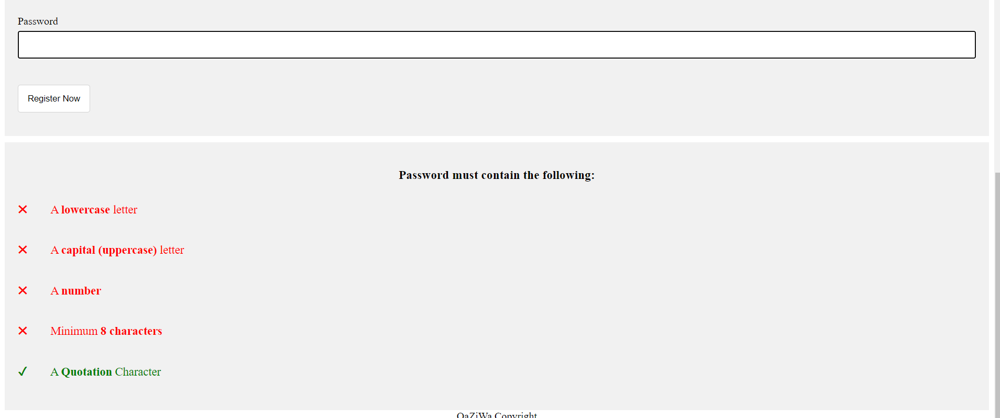 Password
Register Now
Password must contain the following:
A lowercase letter
A capital (uppercase) letter
A number
Minimum 8 characters
A Quotation Character
QaZiWa Copyright